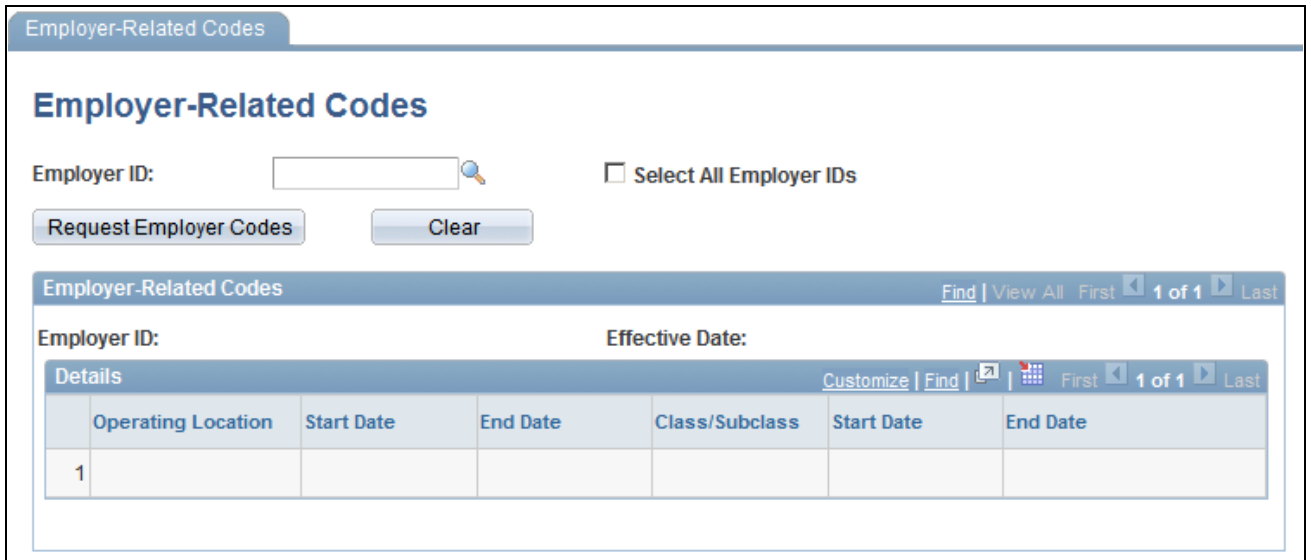 Employer-Related Codes
Employer-Related Codes
Employer ID: Select All Employer IDs
Request Employer Codes Clear
Employer-Related Codes Find | View All First 1 of 1 Last
Employer ID: Effective Date:
Details Customize | Find | | First 1 of 1 Last
Operating Location Start Date End Date Class/Subclass Start Date End Date
1